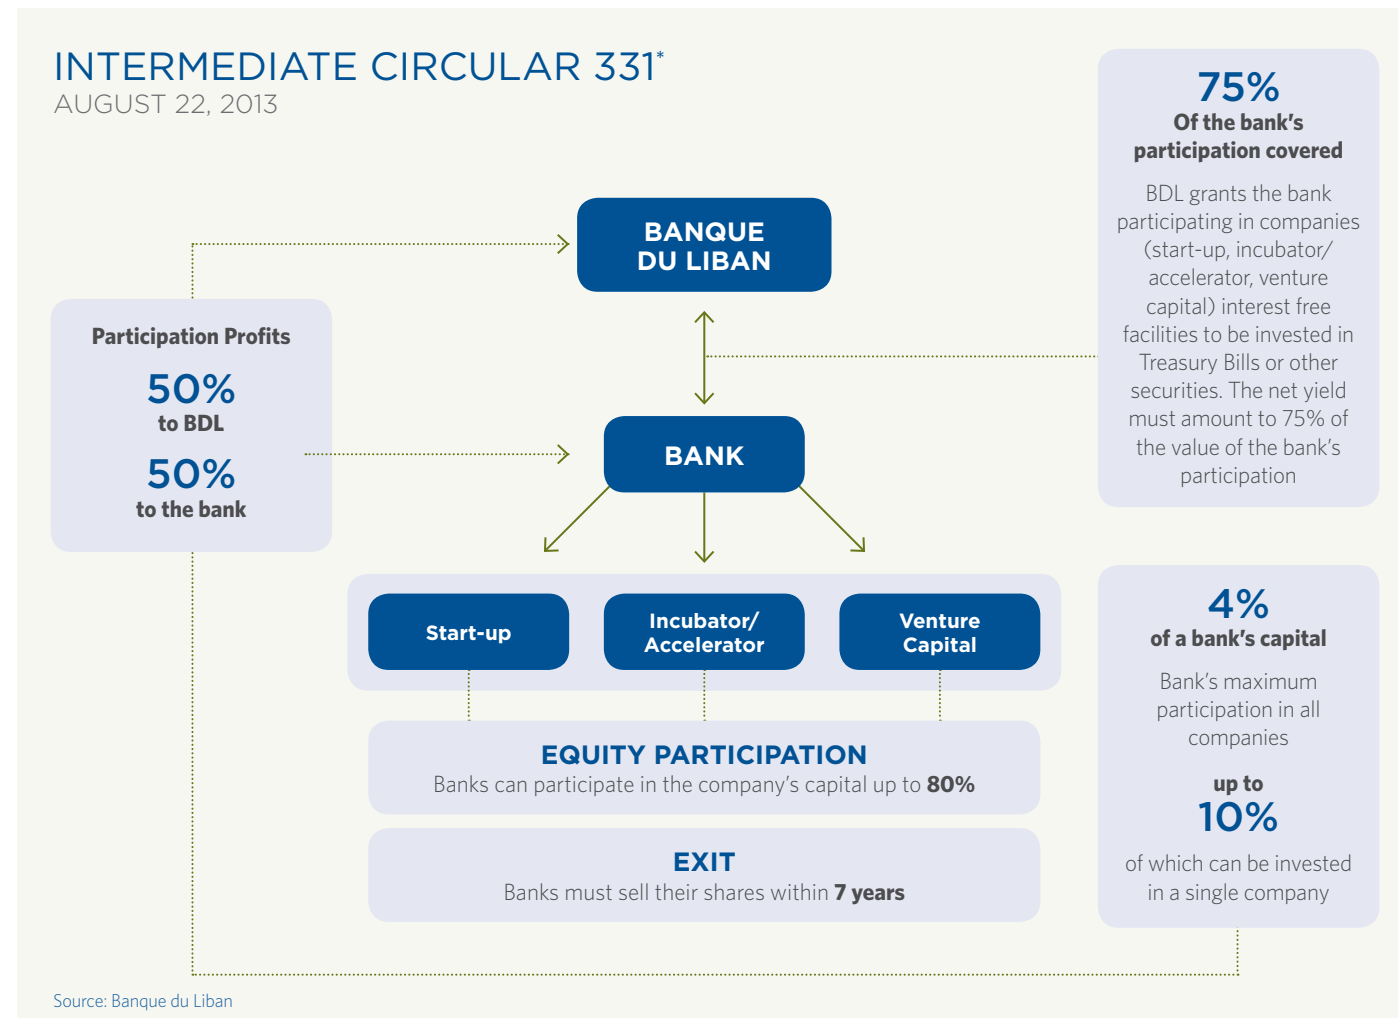 INTERMEDIATE CIRCULAR 331*
AUGUST 22, 2013
75%
Of the bank's
participation covered
BDL grants the bank
participating in companies
(start-up, incubator/
accelerator, venture
capital) interest free
facilities to be invested in
Treasury Bills or other
securities. The net yield
must amount to 75% of
the value of the bank's
participation
BANQUE
DU LIBAN
Participation Profits
50%
to BDL
50%
to the bank
BANK
Start-up
Incubator/
Accelerator
Venture
Capital
EQUITY PARTICIPATION
Banks can participate in the company's capital up to 80%
EXIT
Banks must sell their shares within 7 years
4%
of a bank's capital
Bank's maximum
participation in all
companies
up to
10%
of which can be invested
in a single company
Source: Banque du Liban